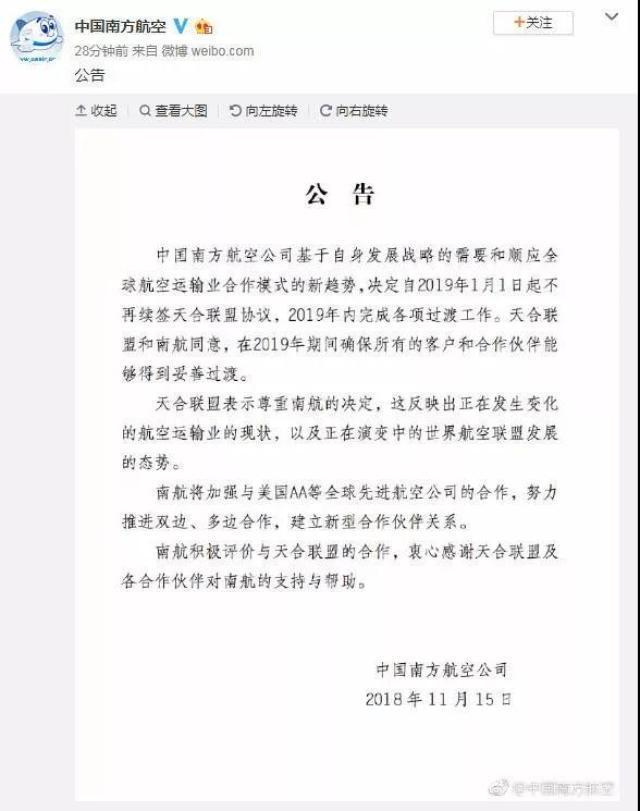 中国南方航空
+关注
28分钟前 来自 微博 weibo.com
公告
收起 查看大图 向左旋转 向右旋转
公 告
中国南方航空公司基于自身发展战略的需要和顺应全
球航空运输业合作模式的新趋势,决定自2019年1月1日起不
再续签天合联盟协议，2019年内完成各项过渡工作。天合联
盟和南航同意，在2019年期间确保所有的客户和合作伙伴能
够得到妥善过渡。
天合联盟表示尊重南航的决定，这反映出正在发生变化
的航空运输业的现状，以及正在演变中的世界航空联盟发展
的态势。
南航将加强与美国AA等全球先进航空公司的合作，努力
推进双边、多边合作，建立新型合作伙伴关系。
南航积极评价与天合联盟的合作，衷心感谢天合联盟及
各合作伙伴对南航的支持与帮助。
中国南方航空公司
2018年11月15日
@中国南方航空